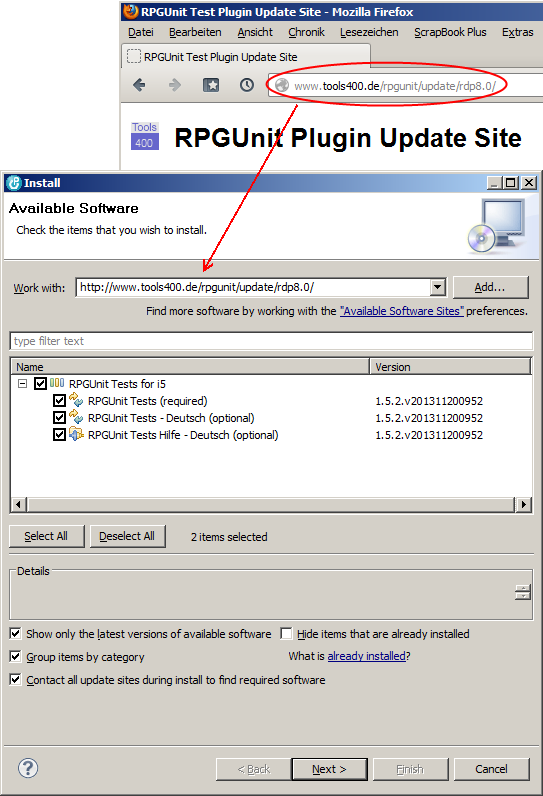 RPGUnit Test Plugin Update Site - Mozilla Firefox
Datei Bearbeiten Ansicht Chronik Lesezeichen ScrapBook Plus Extras
RPGUnit Test Plugin Update Site
www.tools400.de/rpgunit/update/rdp8.0/
Tools
400
RPGUnit Plugin Update Site
Install
Available Software
Check the items that you wish to install.
Work with: http://www.tools400.de/rpgunit/update/rdp8.0/ Add...
Find more software by working with the "Available Software Sites" preferences.
type filter text
Name Version
RPGUnit Tests for i5
RPGUnit Tests (required) 1.5.2.v201311200952
RPGUnit Tests - Deutsch (optional) 1.5.2.v201311200952
RPGUnit Tests Hilfe - Deutsch (optional) 1.5.2.v201311200952
Select All Deselect All 2 items selected
Details
Show only the latest versions of available software Hide items that are already installed
Group items by category What is already installed?
Contact all update sites during install to find required software
? < Back Next > Finish Cancel